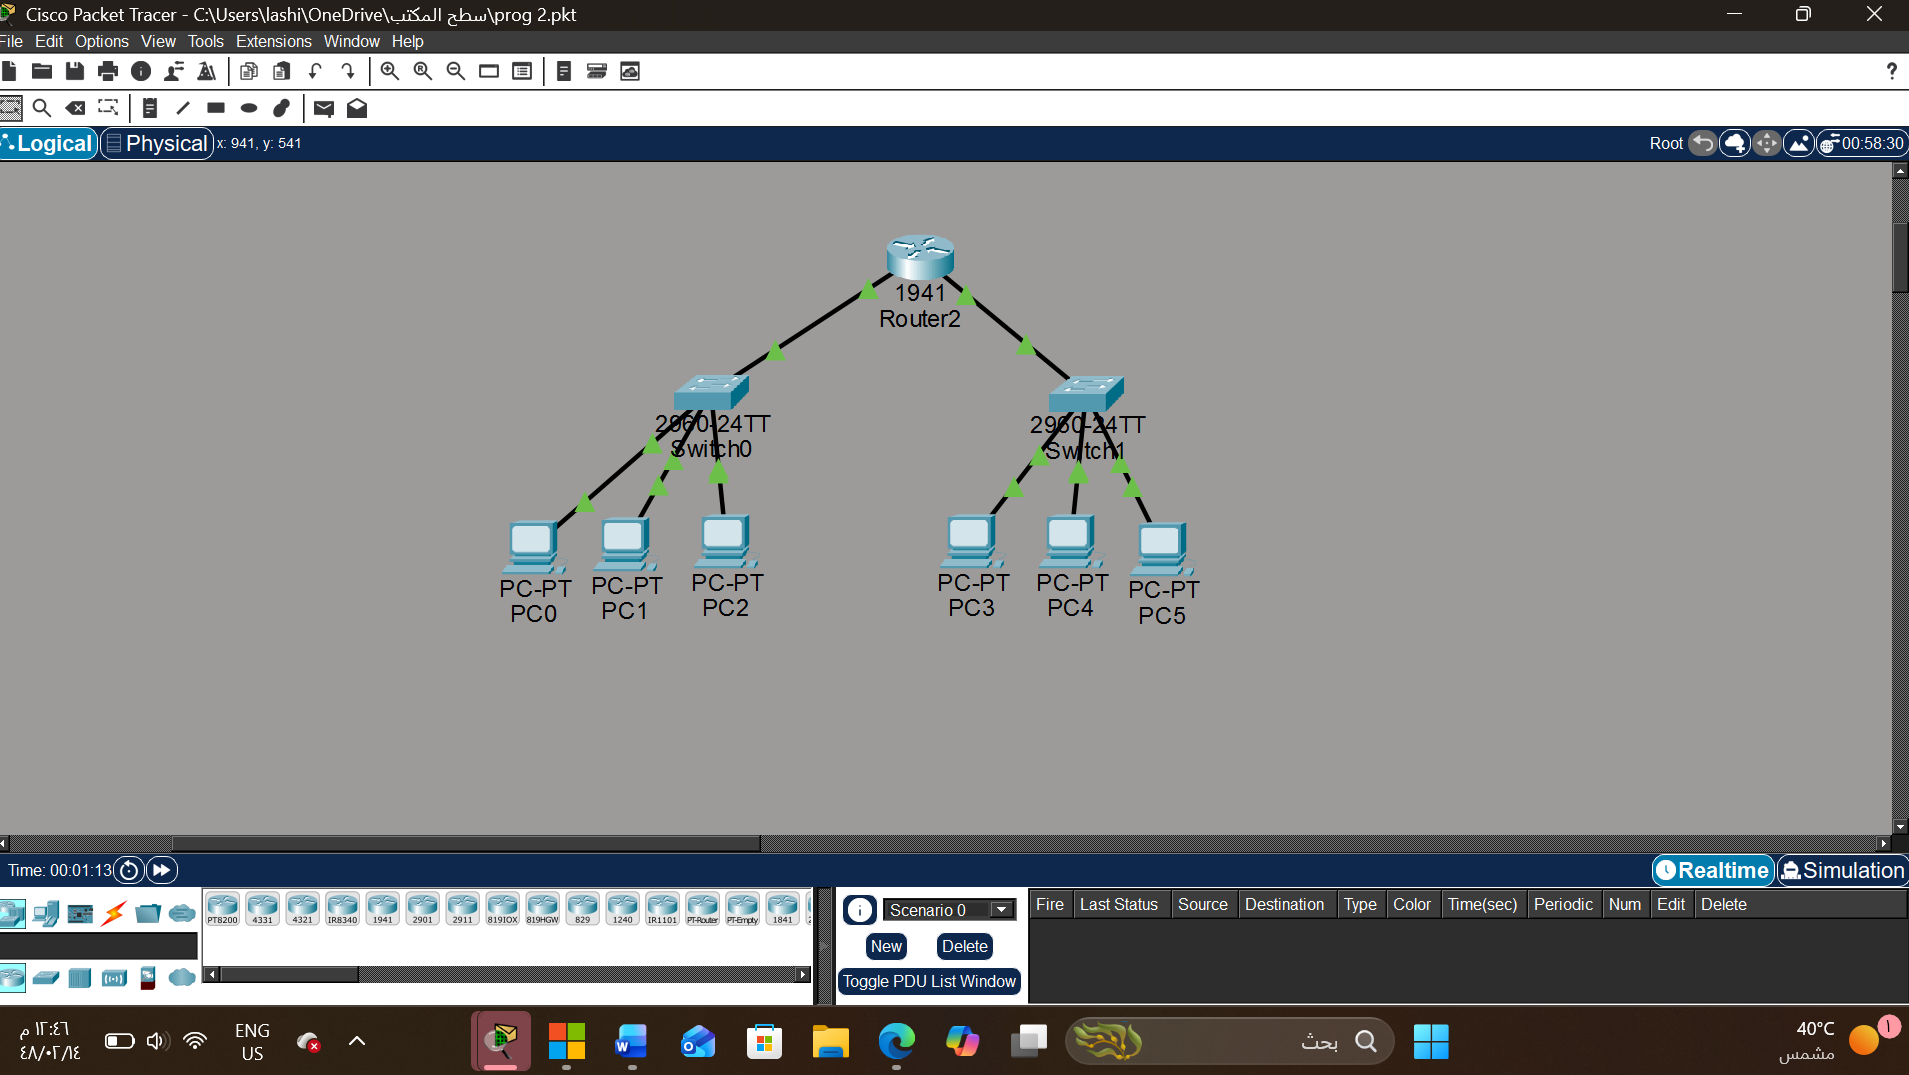 Cisco Packet Tracer - C:\Users\lashi\OneDrive\سطح المكتب\prog 2.pkt
File Edit Options View Tools Extensions Window Help
?
Logical Physical x: 941, y: 541 Root 00:58:30
1941
Router2
2960-24TT
Switch0
2960-24TT
Switch1
PC-PT
PC0
PC-PT
PC1
PC-PT
PC2
PC-PT
PC3
PC-PT
PC4
PC-PT
PC5
Time: 00:01:13 Realtime Simulation
PT8200 4331 4321 IR8340 1941 2901 2911 819IOX 819HGW 829 1240 IR1101 PT-Router PT-Empty 1841
Scenario 0
New Delete
Toggle PDU List Window
Fire Last Status Source Destination Type Color Time(sec) Periodic Num Edit Delete
١٢:٤٦ م
٤٨/٠٢/١٤
ENG
US
بحث
40°C
مشمس
١